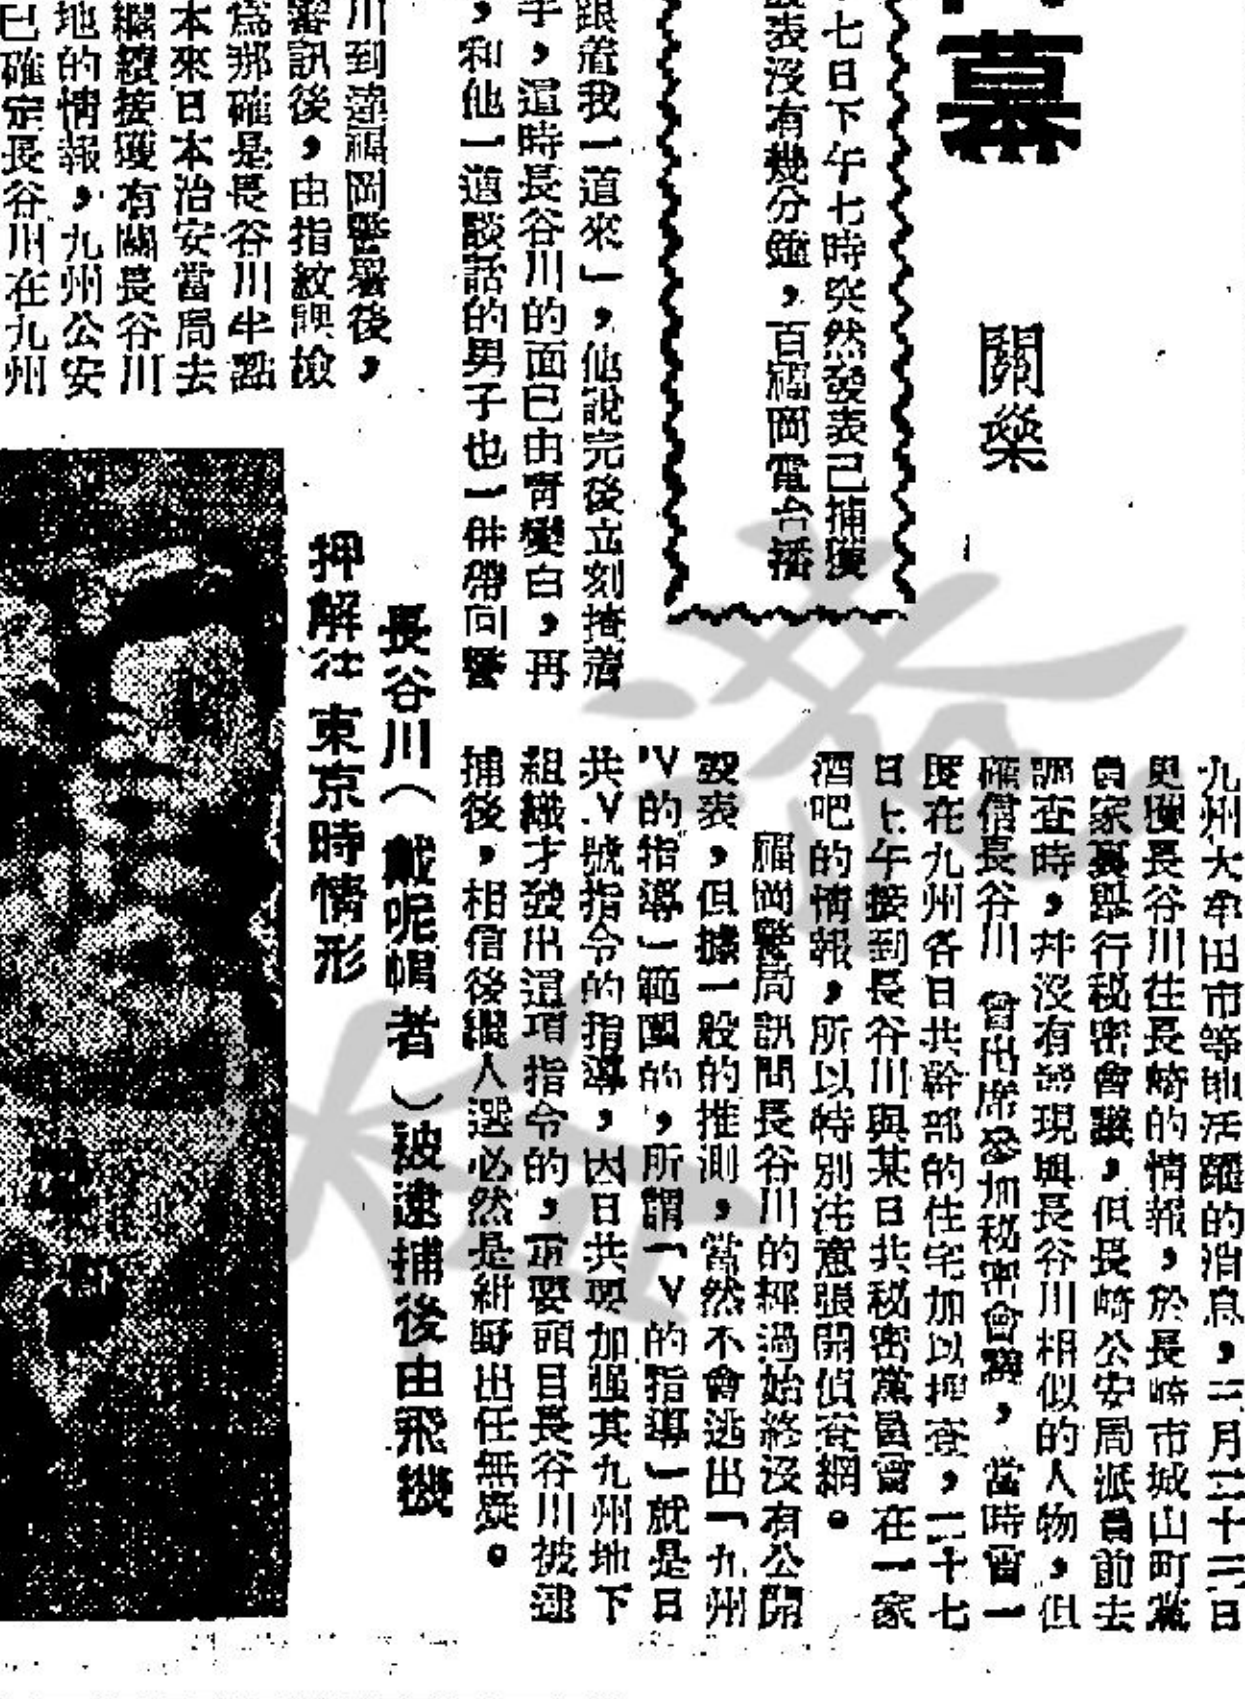 幕
關燊
七日下午七時突然發表已捕獲
發表沒有幾分鐘，百福岡電台播
跟着我一道來」，他說完後立刻掩着
手，這時長谷川的面已由靑變白，再
，和他一道談話的男子也一併帶回警
川到達福岡警署後，
審訊後，由指紋課檢
為那確是長谷川牛點
本來日本治安當局去
繼續接獲有關長谷川
地的情報，九州公安
已確定長谷川在九州
九州大牟田市等地活躍的消息，三月三十三日
更獲長谷川往長崎的情報，於長崎市城山町黨
員家裏舉行秘密會議，但長崎公安局派員前去
調查時，幷沒有發現與長谷川相似的人物，但
確信長谷川曾出席參加秘密會議，當時曾一
度在九州各日共幹部的住宅加以押查，二十七
日上午接到長谷川與某日共秘密黨員曾在一家
酒吧的情報，所以特別注意張開偵查網。
福岡警局訊問長谷川的經過始終沒有公開
發表，但據一般的推測，當然不會逃出「九州
V的指導」範圍的，所謂「V的指導」就是日
共V號指令的指導，因日共要加强其九州地下
組織才發出這項指令的，而要頭目長谷川被逮
捕後，相信後繼人選必然是紺野出任無疑。
長谷川（戴呢帽者）被逮捕後由飛機
押解往東京時情形